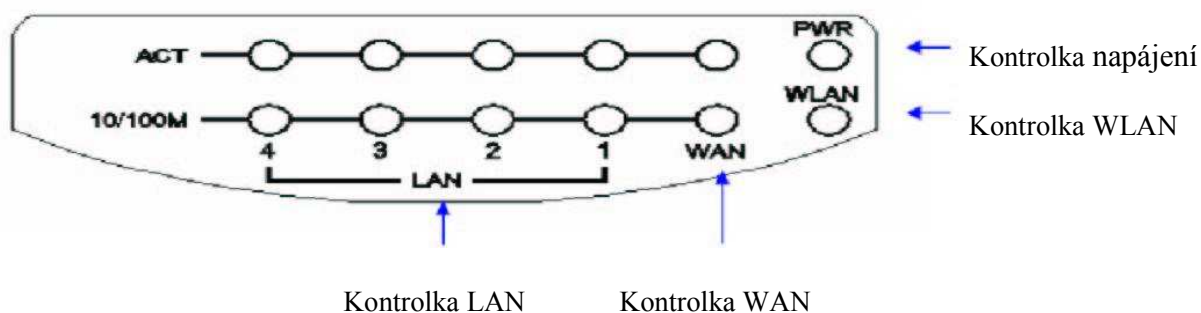 PWR
ACT
Kontrolka napájení
WLAN
10/100M
Kontrolka WLAN
4 3 2 1 WAN
LAN
Kontrolka LAN Kontrolka WAN